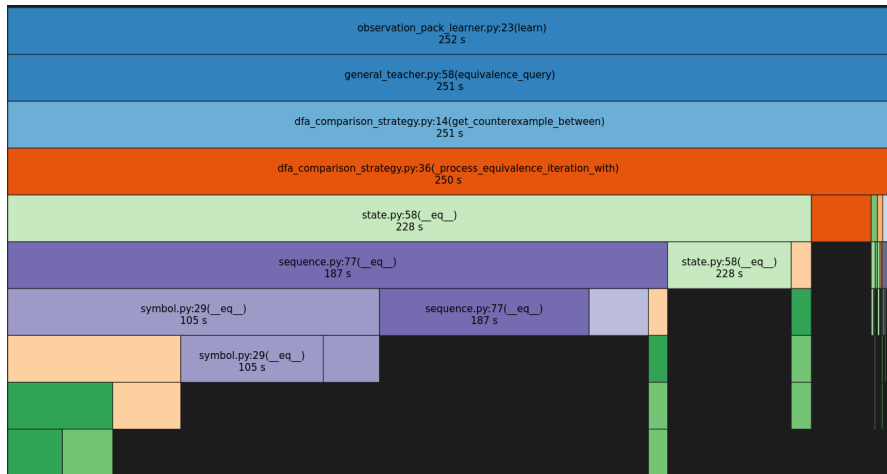 observation_pack_learner.py:23(learn)
252 s
general_teacher.py:58(equivalence_query)
251 s
dfa_comparison_strategy.py:14(get_counterexample_between)
251 s
dfa_comparison_strategy.py:36(_process_equivalence_iteration_with)
250 s
state.py:58(__eq__)
228 s
sequence.py:77(__eq__)
187 s
state.py:58(__eq__)
228 s
symbol.py:29(__eq__)
105 s
sequence.py:77(__eq__)
187 s
symbol.py:29(__eq__)
105 s